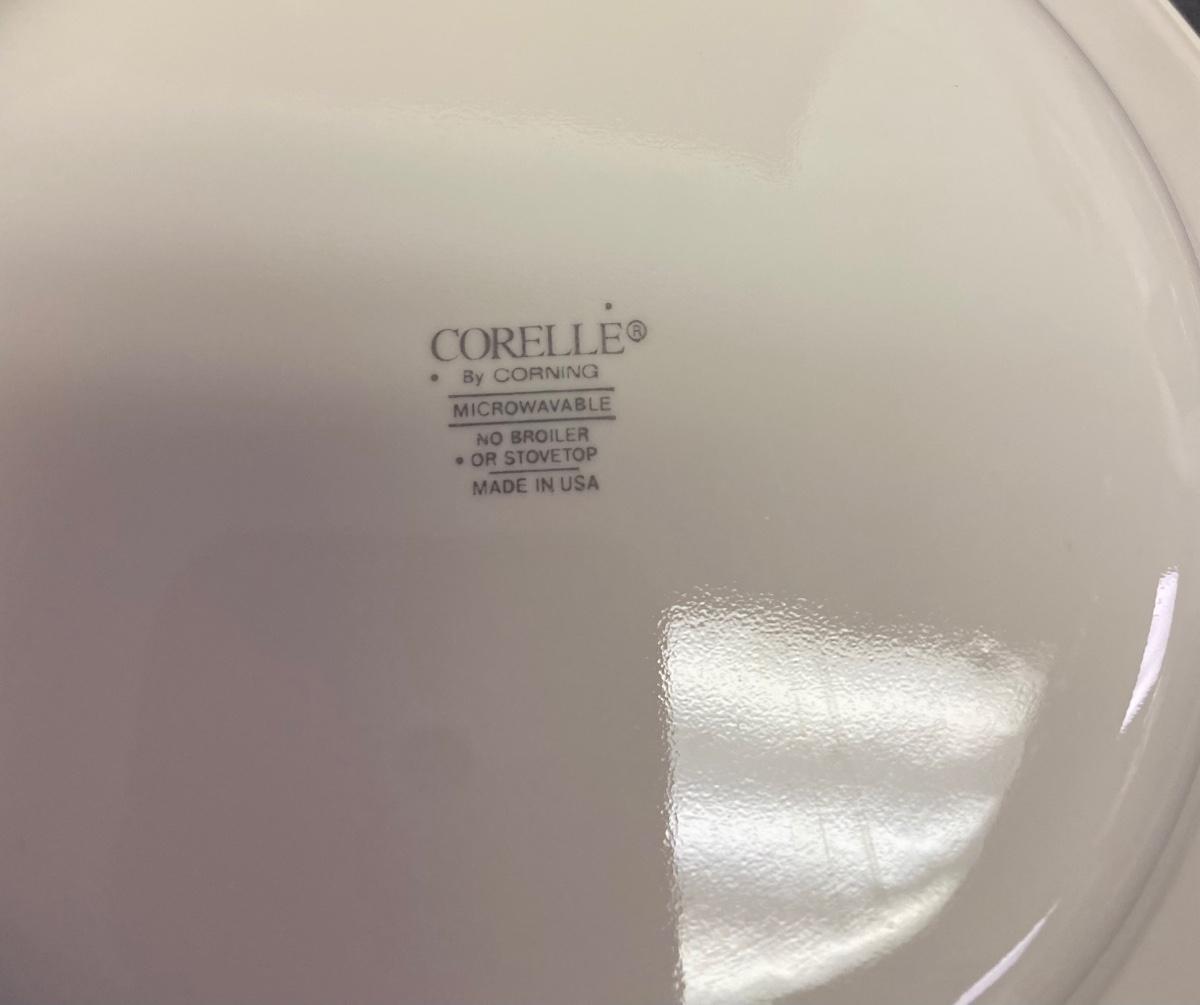 CORELLE®
By CORNING
MICROWAVABLE
NO BROILER
OR STOVETOP
MADE IN USA